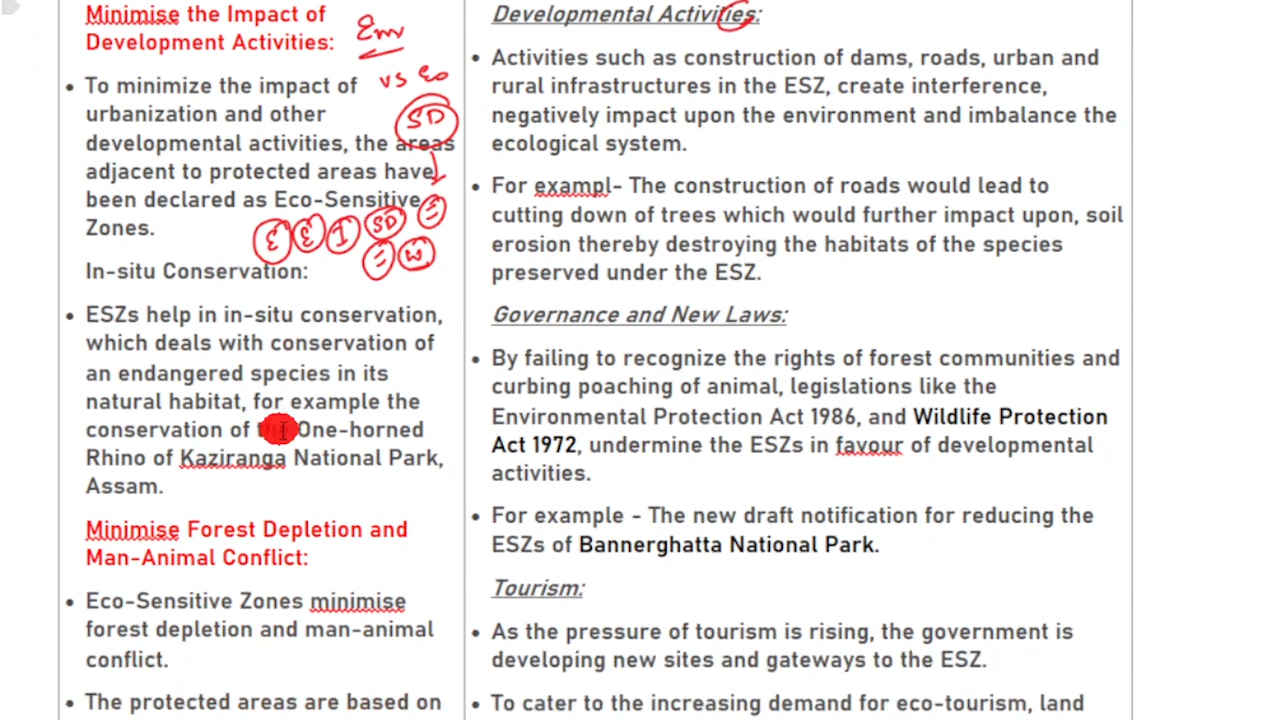 Minimise the Impact of
Development Activities:
Env
vs Eo
SD
To minimize the impact of
urbanization and other
developmental activities, the areas
adjacent to protected areas have
been declared as Eco-Sensitive
Zones.
E E I SD
W
In-situ Conservation:
ESZs help in in-situ conservation,
which deals with conservation of
an endangered species in its
natural habitat, for example the
conservation of One-horned
Rhino of Kaziranga National Park,
Assam.
Minimise Forest Depletion and
Man-Animal Conflict:
Eco-Sensitive Zones minimise
forest depletion and man-animal
conflict.
The protected areas are based on
Developmental Activities:
Activities such as construction of dams, roads, urban and
rural infrastructures in the ESZ, create interference,
negatively impact upon the environment and imbalance the
ecological system.
For exampl- The construction of roads would lead to
cutting down of trees which would further impact upon, soil
erosion thereby destroying the habitats of the species
preserved under the ESZ.
Governance and New Laws:
By failing to recognize the rights of forest communities and
curbing poaching of animal, legislations like the
Environmental Protection Act 1986, and Wildlife Protection
Act 1972, undermine the ESZs in favour of developmental
activities.
For example - The new draft notification for reducing the
ESZs of Bannerghatta National Park.
Tourism:
As the pressure of tourism is rising, the government is
developing new sites and gateways to the ESZ.
To cater to the increasing demand for eco-tourism, land